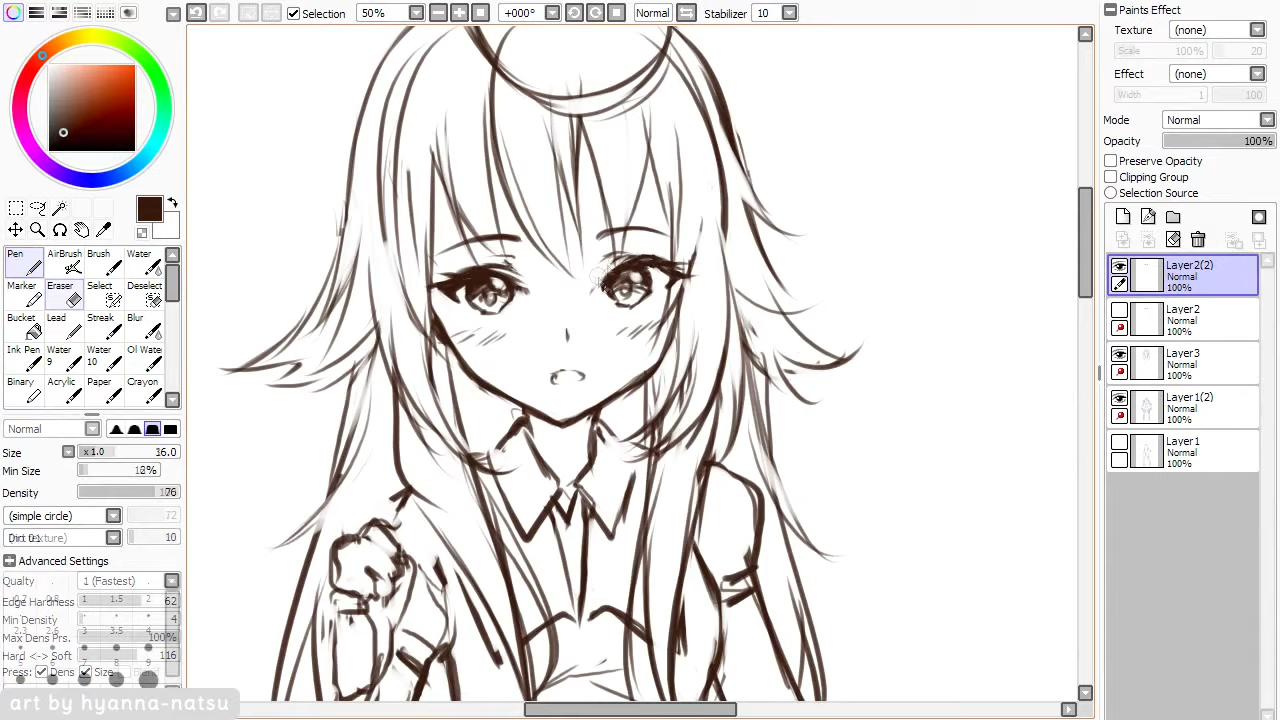 Selection 50% +000° Normal Stabilizer 10
Paints Effect
Texture (none)
Scale 100% 20
Effect (none)
Width 1 100
Mode Normal
Opacity 100%
Preserve Opacity
Clipping Group
Selection Source
Layer2(2)
Normal
100%
Layer2
Normal
100%
Layer3
Normal
100%
Layer1(2)
Normal
100%
Layer1
Normal
100%
Pen AirBrush Brush Water
Marker Eraser Select Select
Bucket Lead Streak Blur
Ink Pen Water 9 Water 10 Oil Water
Binary Acrylic Paper Crayon
Normal
Size x 1.0 16.0
Min Size
Density 76
(simple circle) 72
10
Advanced Settings
1 (Fastest)
Edge Hardness 62
Min Density 4
Max Dens Prs. 100%
Hard <-> Soft 116
Press: Dens Size
art by hyanna-natsu